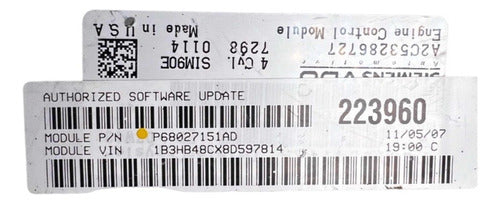 AUTHORIZED SOFTWARE UPDATE
223960
MODULE P/N P68027151AD
11/05/07
MODULE VIN 1B3HB48CX8D597814
19:00 C
SIEMENS VDO
Automotive
A2C53286727
Engine Control Module
4 Cyl. SIM90E
7298 0114
Made in
U S A